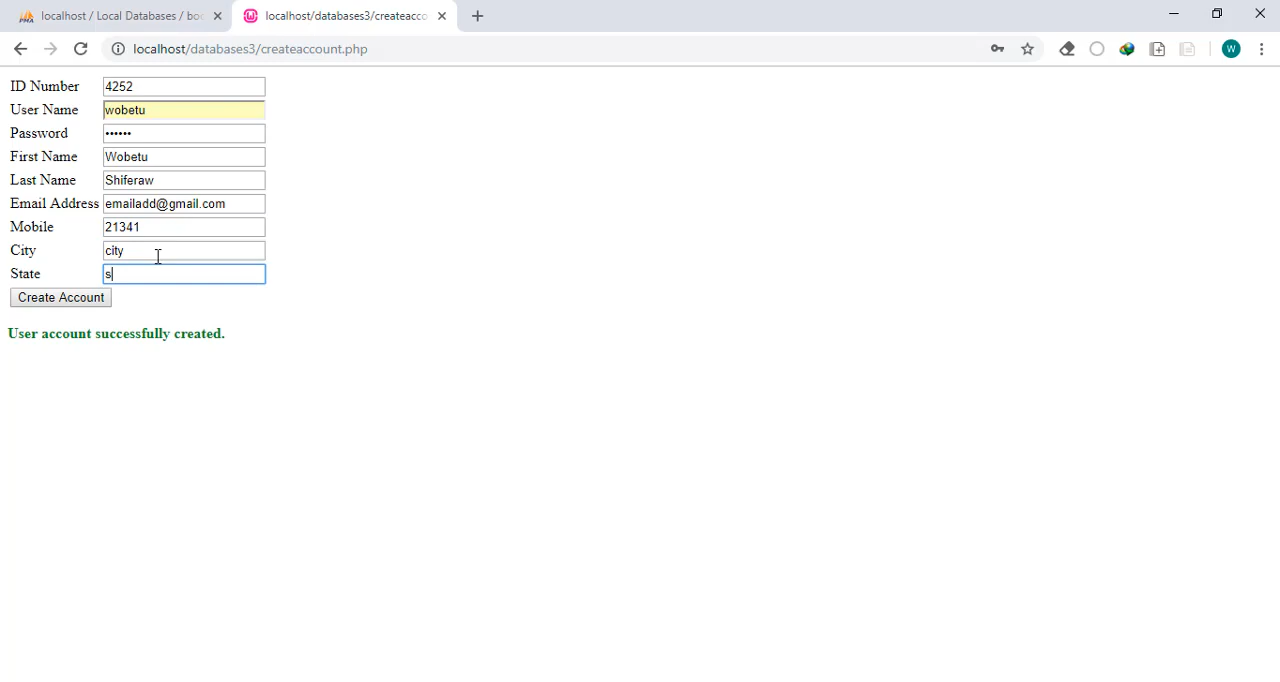 localhost / Local Databases / boo
localhost/databases3/createacco
localhost/databases3/createaccount.php
W
ID Number 4252
User Name wobetu
Password ••••••
First Name Wobetu
Last Name Shiferaw
Email Address emailadd@gmail.com
Mobile 21341
City city
State s
Create Account
User account successfully created.